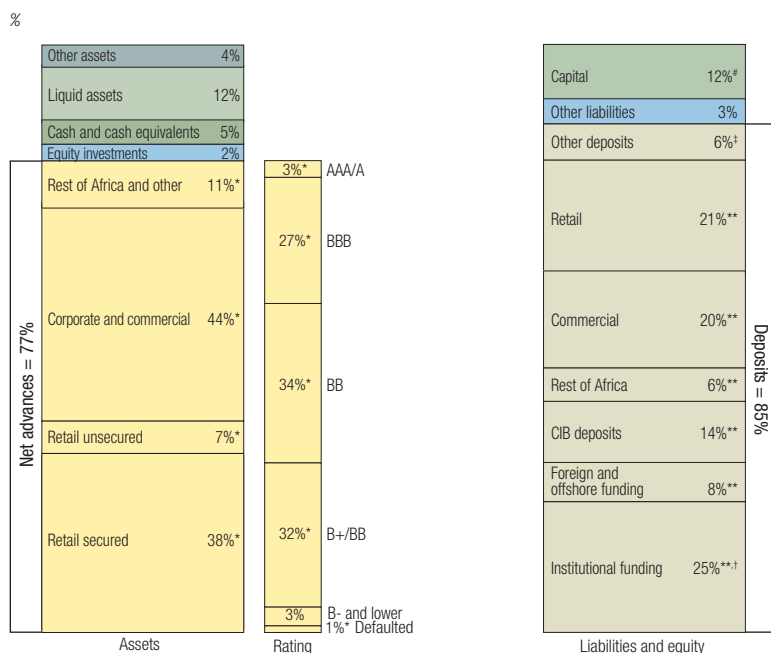 %
Other assets 4%
Liquid assets 12%
Cash and cash equivalents 5%
Equity investments 2%
Rest of Africa and other 11%*
Corporate and commercial 44%*
Retail unsecured 7%*
Retail secured 38%*
Net advances = 77%
Assets
3%* AAA/A
27%* BBB
34%* BB
32%* B+/BB
3% B- and lower
1%* Defaulted
Rating
Capital 12%#
Other liabilities 3%
Other deposits 6%‡
Retail 21%**
Commercial 20%**
Rest of Africa 6%**
CIB deposits 14%**
Foreign and
offshore funding 8%**
Institutional funding 25%**,†
Deposits = 85%
Liabilities and equity